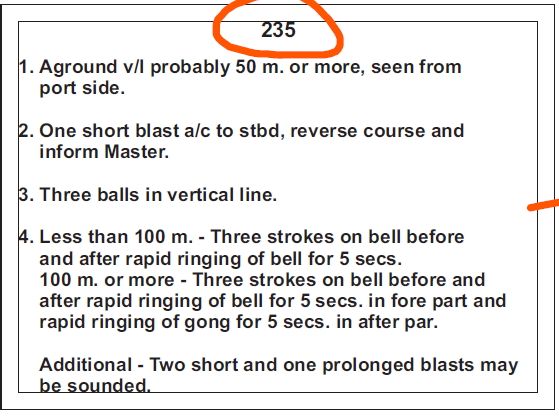 235
1. Aground v/l probably 50 m. or more, seen from
port side.
2. One short blast a/c to stbd, reverse course and
inform Master.
3. Three balls in vertical line.
4. Less than 100 m. - Three strokes on bell before
and after rapid ringing of bell for 5 secs.
100 m. or more - Three strokes on bell before and
after rapid ringing of bell for 5 secs. in fore part and
rapid ringing of gong for 5 secs. in after par.
Additional - Two short and one prolonged blasts may
be sounded.